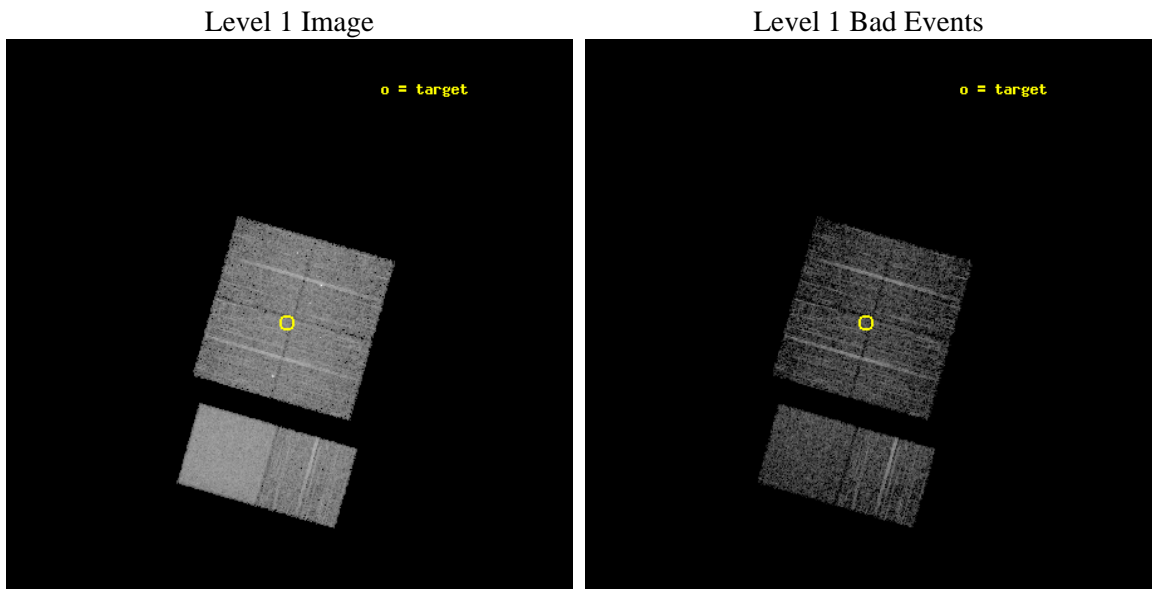 Level 1 Image
Level 1 Bad Events
o = target
o = target